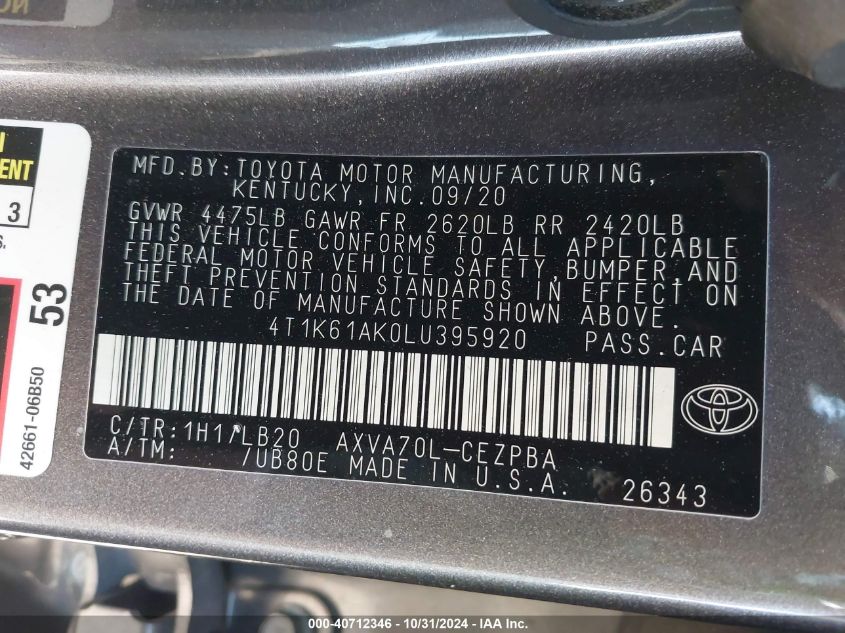 MFD.BY:TOYOTA MOTOR MANUFACTURING,
KENTUCKY,INC.09/20
GVWR 4475LB GAWR FR 2620LB RR 2420LB
THIS VEHICLE CONFORMS TO ALL APPLICABLE
FEDERAL MOTOR VEHICLE SAFETY,BUMPER,AND
THEFT PREVENTION STANDARDS IN EFFECT ON
THE DATE OF MANUFACTURE SHOWN ABOVE.
4T1K61AK0LU395920 PASS.CAR
C/TR:1H17LB20 AXVA70L-CEZPBA
A/TM: /UB80E MADE IN U.S.A.
26343
3
53
42661-06B50
000-40712346 - 10/31/2024 - IAA Inc.